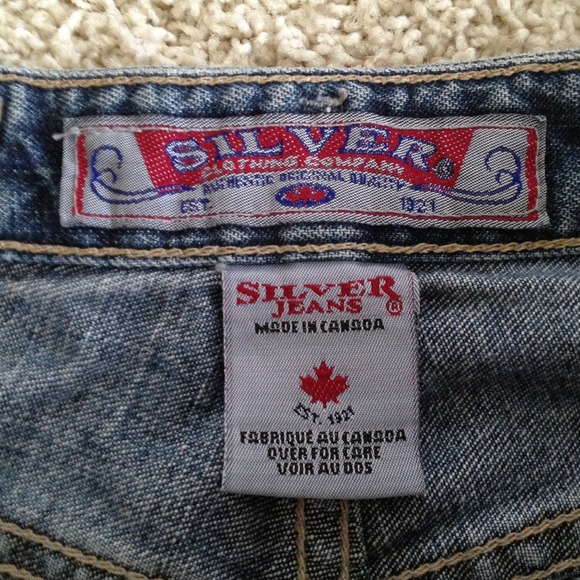 SILVER®
CLOTHING COMPANY
AUTHENTIC ORIGINAL QUALITY
EST. 1921
SILVER
JEANS ®
MADE IN CANADA
EST. 1921
FABRIQUÉ AU CANADA
OVER FOR CARE
VOIR AU DOS